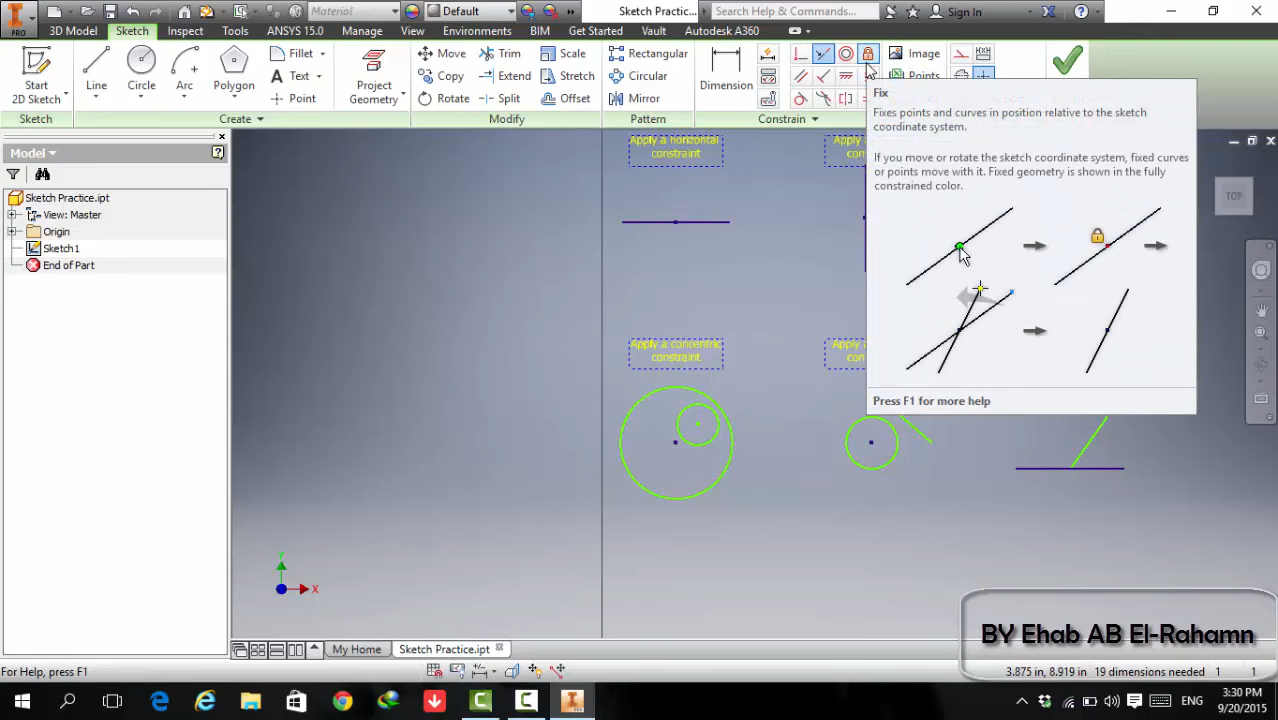 Material
Default
Sketch Practic...
Search Help & Commands...
Sign In
PRO
3D Model
Sketch
Inspect
Tools
ANSYS 15.0
Manage
View
Environments
BIM
Get Started
Vault
Autodesk A360
Start
2D Sketch
Line
Circle
Arc
Polygon
Fillet
Text
Point
Project
Geometry
Move
Copy
Rotate
Trim
Extend
Split
Scale
Stretch
Offset
Rectangular
Circular
Mirror
Dimension
Image
Points
Sketch
Create
Modify
Pattern
Constrain
Fix
Fixes points and curves in position relative to the sketch
coordinate system.
If you move or rotate the sketch coordinate system, fixed curves
or points move with it. Fixed geometry is shown in the fully
constrained color.
Press F1 for more help
Model
Sketch Practice.ipt
View: Master
Origin
Sketch1
End of Part
Apply a horizontal
constraint
Apply a concentric
constraint
TOP
Y
X
My Home
Sketch Practice.ipt
BY Ehab AB El-Rahamn
For Help, press F1
3.875 in, 8.919 in 19 dimensions needed 1 1
ENG
3:30 PM
9/20/2015